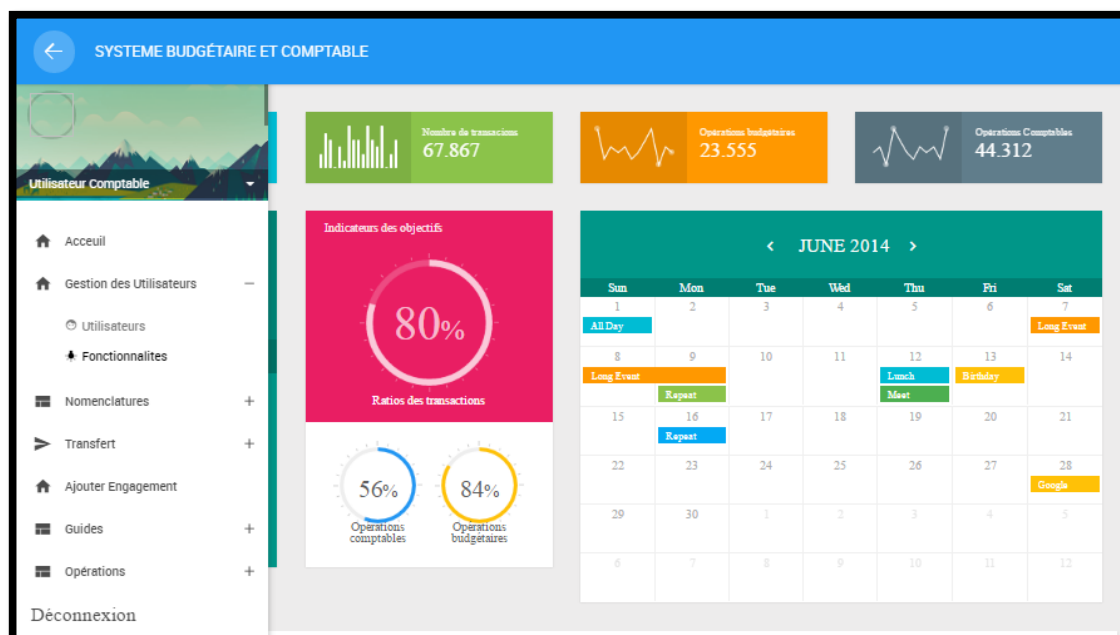 SYSTEME BUDGÉTAIRE ET COMPTABLE
Utilisateur Comptable
Acceuil
Gestion des Utilisateurs
Utilisateurs
Fonctionnalites
Nomenclatures
Transfert
Ajouter Engagement
Guides
Opérations
Déconnexion
Nombre de transacions
67.867
Opérations budgétaires
23.555
Opérations Comptables
44.312
Indicateurs des objectifs
80%
Ratios des transactions
56%
Opérations
comptables
84%
Opérations
budgétaires
JUNE 2014
Sun Mon Tue Wed Thu Fri Sat
1 2 3 4 5 6 7
All Day Long Event
8 9 10 11 12 13 14
Long Event Lunch Birthday
Repeat Meet
15 16 17 18 19 20 21
Repeat
22 23 24 25 26 27 28
Google
29 30 1 2 3 4 5
6 7 8 9 10 11 12